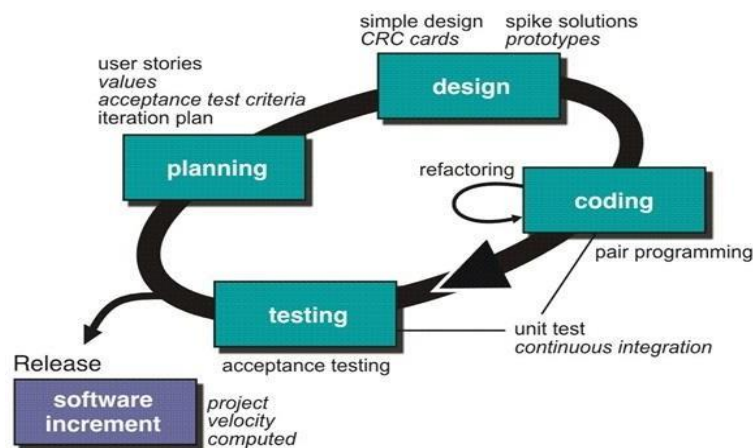 simple design
CRC cards
spike solutions
prototypes
user stories
values
acceptance test criteria
iteration plan
design
planning
refactoring
coding
pair programming
testing
unit test
continuous integration
acceptance testing
Release
software
increment
project
velocity
computed